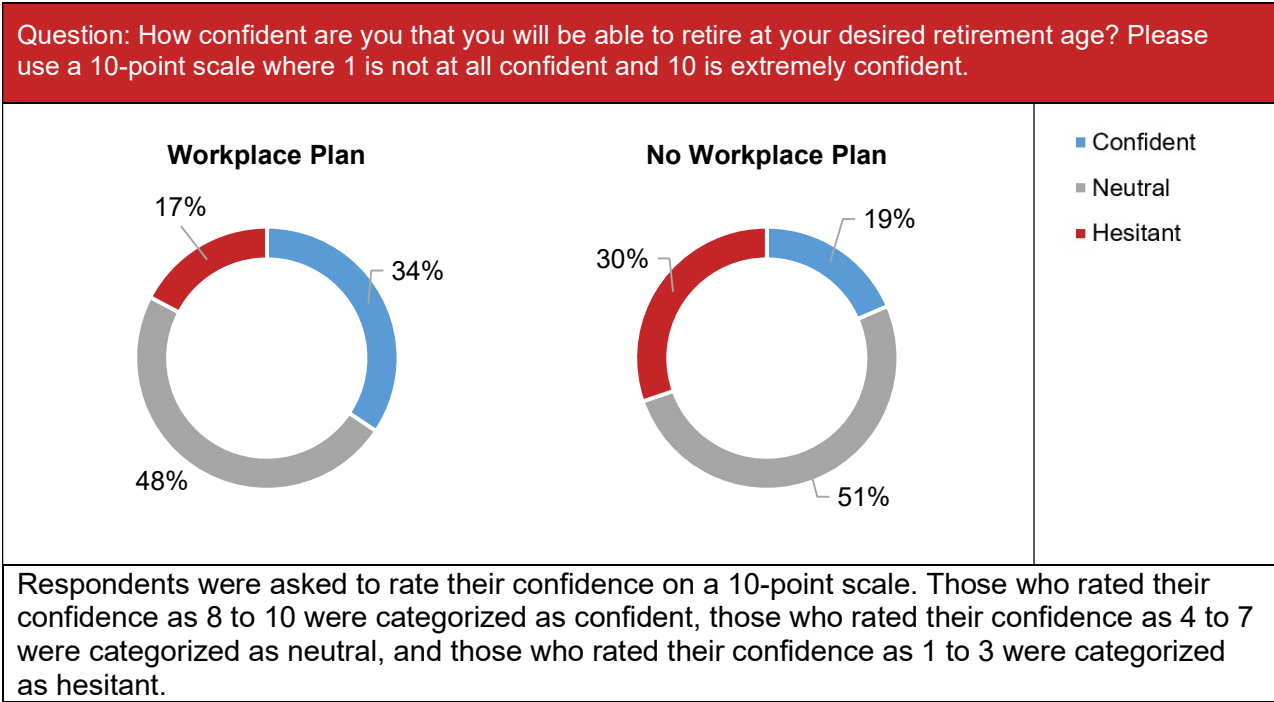 Question: How confident are you that you will be able to retire at your desired retirement age? Please
use a 10-point scale where 1 is not at all confident and 10 is extremely confident.
Workplace Plan
17%
34%
48%
No Workplace Plan
19%
30%
51%
Confident
Neutral
Hesitant
Respondents were asked to rate their confidence on a 10-point scale. Those who rated their
confidence as 8 to 10 were categorized as confident, those who rated their confidence as 4 to 7
were categorized as neutral, and those who rated their confidence as 1 to 3 were categorized
as hesitant.